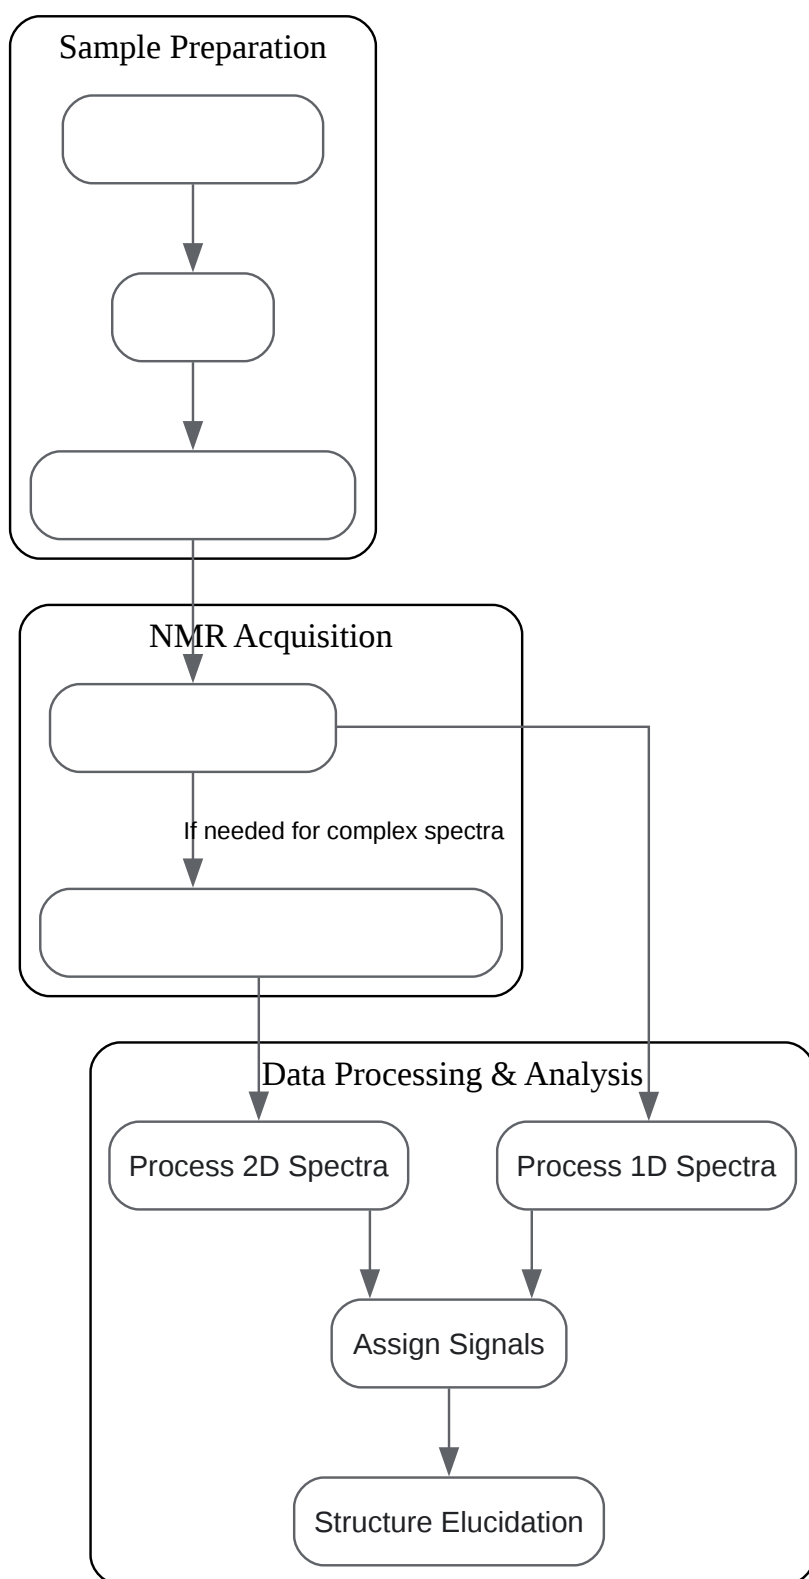 Sample Preparation
NMR Acquisition
If needed for complex spectra
Data Processing & Analysis
Process 2D Spectra
Process 1D Spectra
Assign Signals
Structure Elucidation